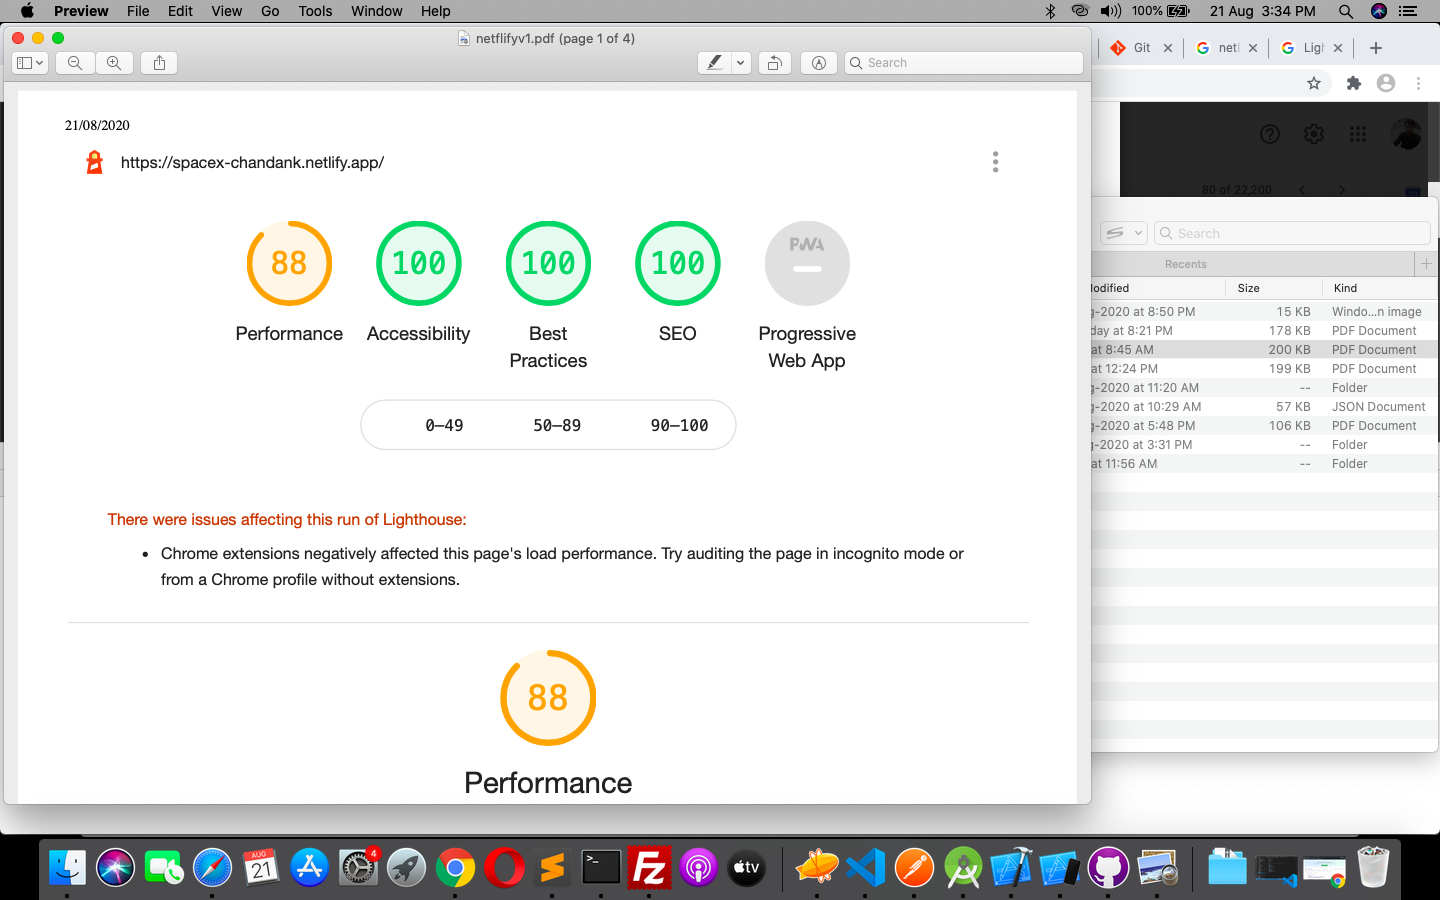 Preview File Edit View Go Tools Window Help
100% 21 Aug 3:34 PM
netflifyv1.pdf (page 1 of 4)
Search
Git
netl
Ligh
21/08/2020
https://spacex-chandank.netlify.app/
80 of 22,200
88 100 100 100 PWA
Performance Accessibility Best Practices SEO Progressive Web App
0–49 50–89 90–100
There were issues affecting this run of Lighthouse:
Chrome extensions negatively affected this page's load performance. Try auditing the page in incognito mode or
from a Chrome profile without extensions.
88
Performance
Search
Recents
Modified Size Kind
g-2020 at 8:50 PM 15 KB Windo...n image
day at 8:21 PM 178 KB PDF Document
at 8:45 AM 200 KB PDF Document
at 12:24 PM 199 KB PDF Document
g-2020 at 11:20 AM -- Folder
g-2020 at 10:29 AM 57 KB JSON Document
g-2020 at 5:48 PM 106 KB PDF Document
g-2020 at 3:31 PM -- Folder
at 11:56 AM -- Folder
AUG
21
4
>_
Fz
tv